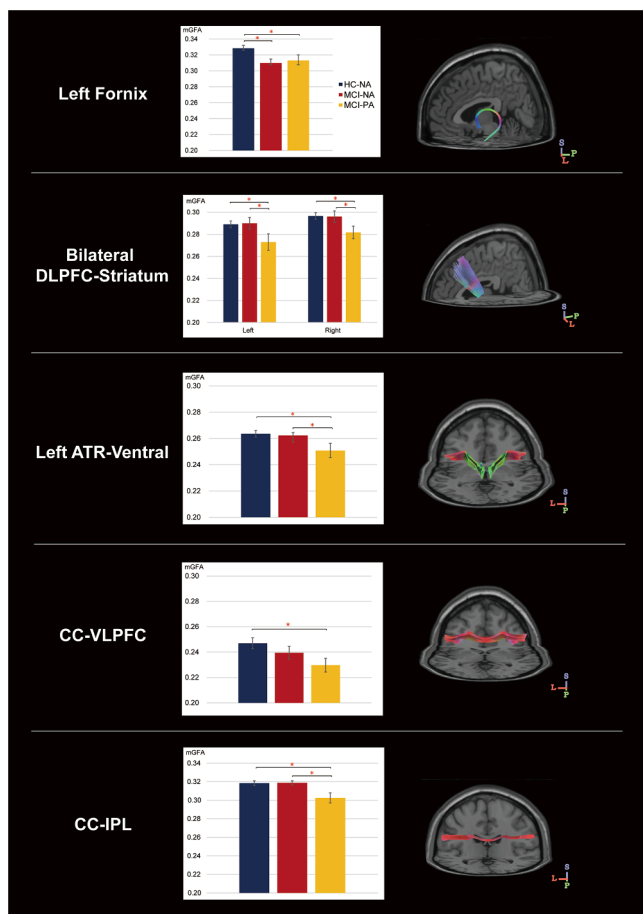 Left Fornix
mGFA
0.34
0.32
0.30
0.28
0.26
0.24
0.22
0.20
*
*
HC-NA
MCI-NA
MCI-PA
S
P
L
Bilateral
DLPFC-Striatum
mGFA
0.30
0.28
0.26
0.24
0.22
0.20
*
*
*
*
Left
Right
S
P
L
Left ATR-Ventral
mGFA
0.30
0.28
0.26
0.24
0.22
0.20
*
*
S
L
P
CC-VLPFC
mGFA
0.30
0.28
0.26
0.24
0.22
0.20
*
S
L
P
CC-IPL
mGFA
0.34
0.32
0.30
0.28
0.26
0.24
0.22
0.20
*
*
S
L
P